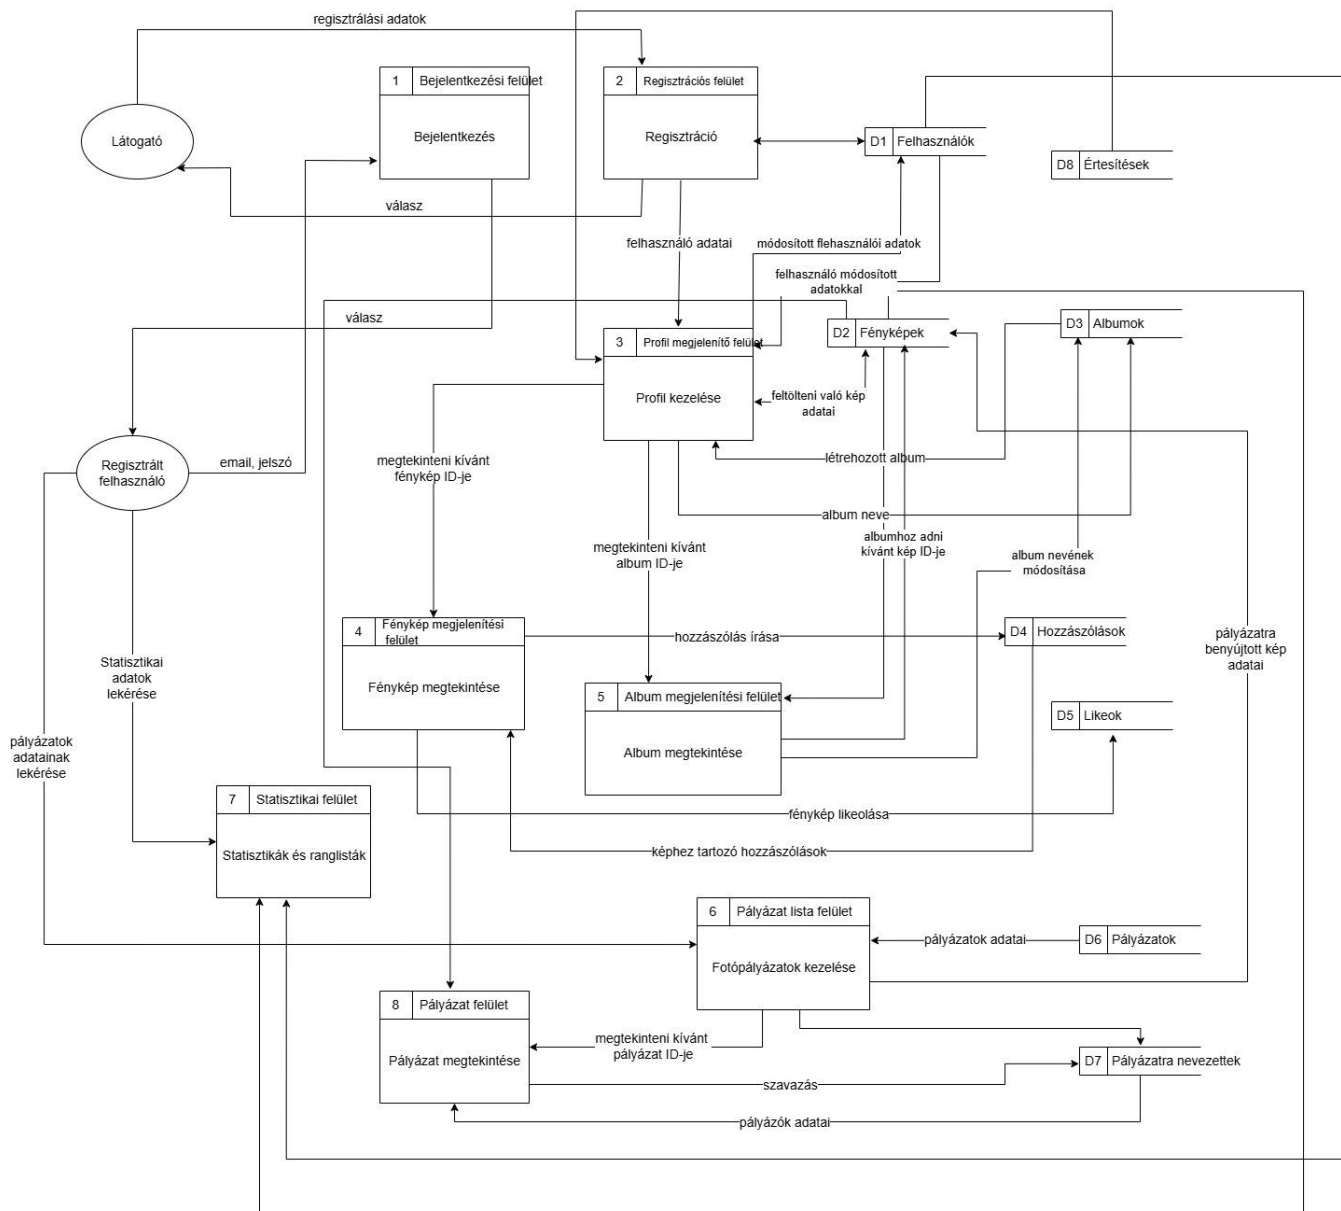 regisztrálási adatok
1 Bejelentkezési felület
Bejelentkezés
2 Regisztrációs felület
Regisztráció
Látogató
D1 Felhasználók
D8 Értesítések
válasz
felhasználó adatai
módosított flehasználói adatok
felhasználó módosított
adatokkal
válasz
3 Profil megjelenítő felület
Profil kezelése
D2 Fényképek
D3 Albumok
feltölteni való kép
adatai
Regisztrált
felhasználó
email, jelszó
megtekinteni kívánt
fénykép ID-je
létrehozott album
album neve
megtekinteni kívánt
album ID-je
albumhoz adni
kívánt kép ID-je
album nevének
módosítása
4 Fénykép megjelenítési
felület
Fénykép megtekintése
hozzászólás írása
D4 Hozzászólások
pályázatra
benyújtott kép
adatai
Statisztikai
adatok
lekérése
5 Album megjelenítési felület
Album megtekintése
D5 Likeok
pályázatok
adatainak
lekérése
7 Statisztikai felület
Statisztikák és ranglisták
fénykép likeolása
képhez tartozó hozzászólások
6 Pályázat lista felület
Fotópályázatok kezelése
pályázatok adatai
D6 Pályázatok
8 Pályázat felület
Pályázat megtekintése
megtekinteni kívánt
pályázat ID-je
D7 Pályázatra nevezettek
szavazás
pályázók adatai